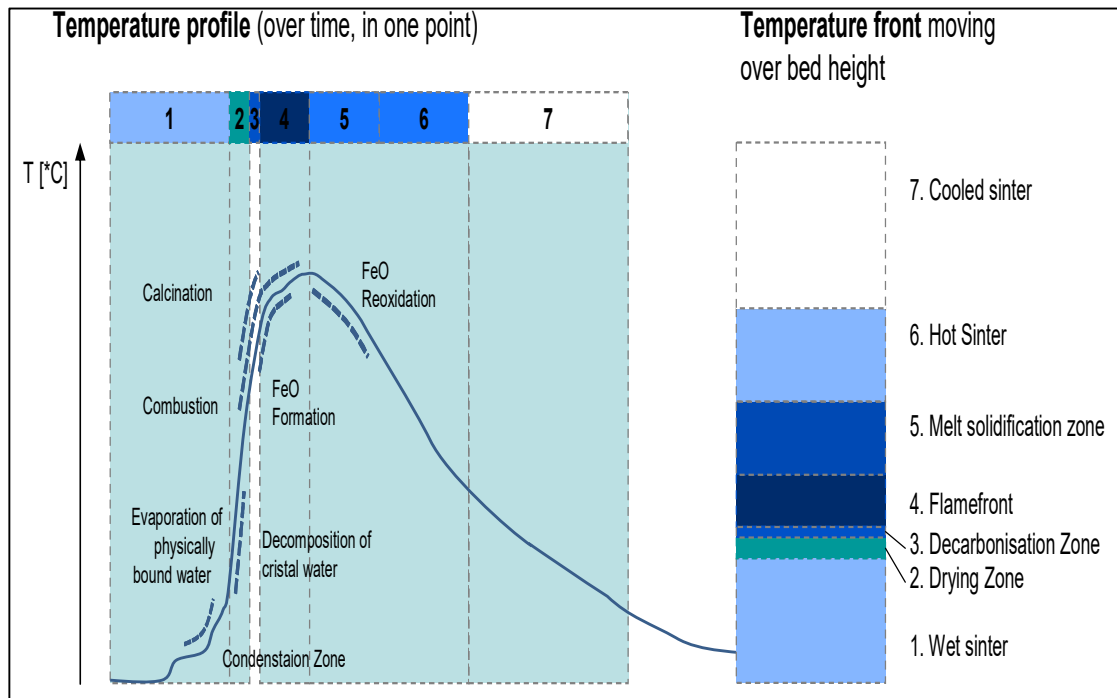 Temperature profile (over time, in one point)
Temperature front moving
over bed height
1 2 3 4 5 6 7
T [*C]
Calcination
FeO
Reoxidation
Combustion
FeO
Formation
Evaporation of
physically
bound water
Decomposition of
cristal water
Condenstaion Zone
7. Cooled sinter
6. Hot Sinter
5. Melt solidification zone
4. Flamefront
3. Decarbonisation Zone
2. Drying Zone
1. Wet sinter